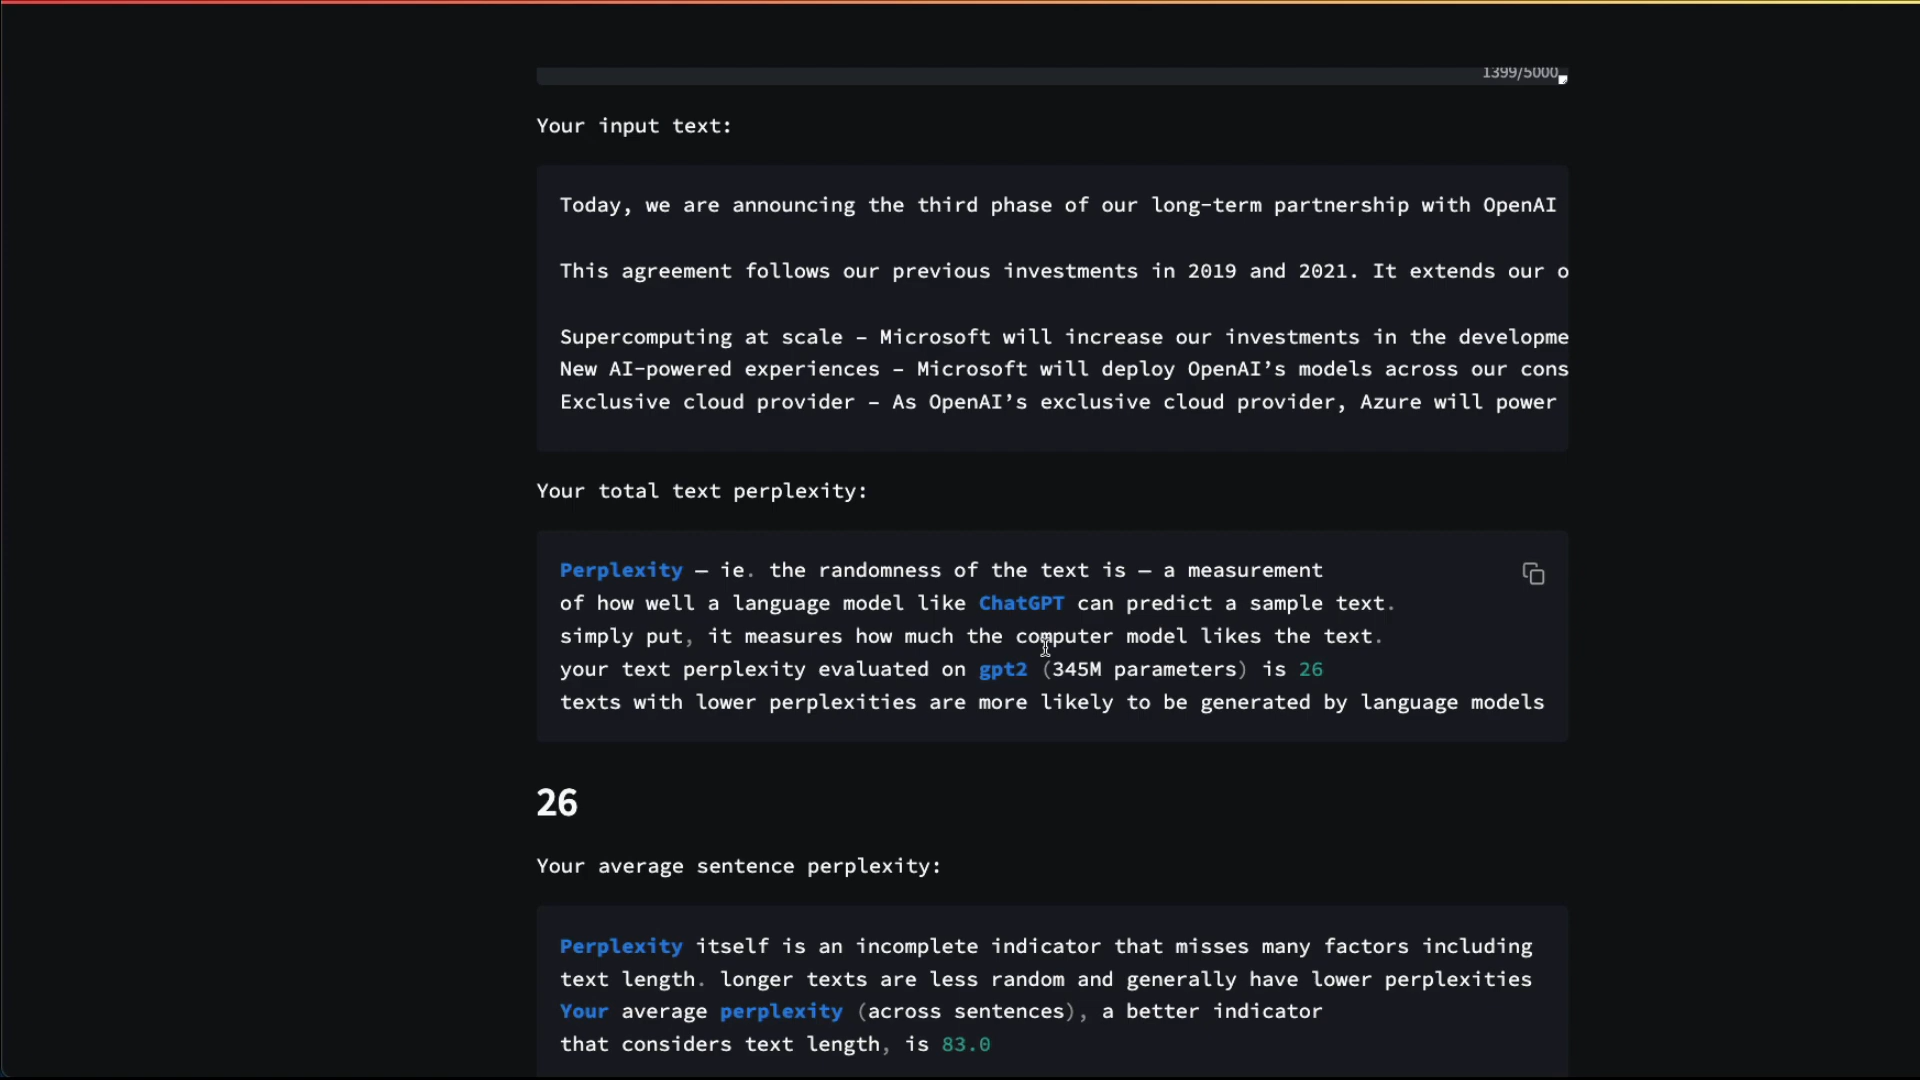 1399/5000
Your input text:
Today, we are announcing the third phase of our long-term partnership with OpenAI
This agreement follows our previous investments in 2019 and 2021. It extends our o
Supercomputing at scale – Microsoft will increase our investments in the developme
New AI-powered experiences – Microsoft will deploy OpenAI’s models across our cons
Exclusive cloud provider – As OpenAI’s exclusive cloud provider, Azure will power
Your total text perplexity:
Perplexity — ie. the randomness of the text is — a measurement
of how well a language model like ChatGPT can predict a sample text.
simply put, it measures how much the computer model likes the text.
your text perplexity evaluated on gpt2 (345M parameters) is 26
texts with lower perplexities are more likely to be generated by language models
26
Your average sentence perplexity:
Perplexity itself is an incomplete indicator that misses many factors including
text length. longer texts are less random and generally have lower perplexities
Your average perplexity (across sentences), a better indicator
that considers text length, is 83.0